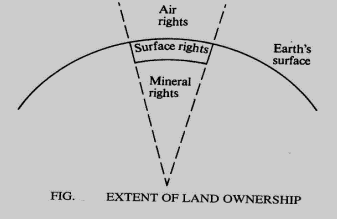 Air
rights
Surface rights
Earth's
surface
Mineral
rights
FIG. EXTENT OF LAND OWNERSHIP